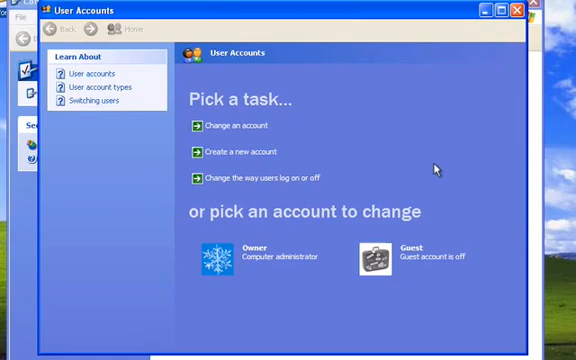 User Accounts
File
Back
Home
Learn About
User accounts
User account types
Switching users
User Accounts
Pick a task...
Change an account
Create a new account
Change the way users log on or off
or pick an account to change
Owner
Computer administrator
Guest
Guest account is off